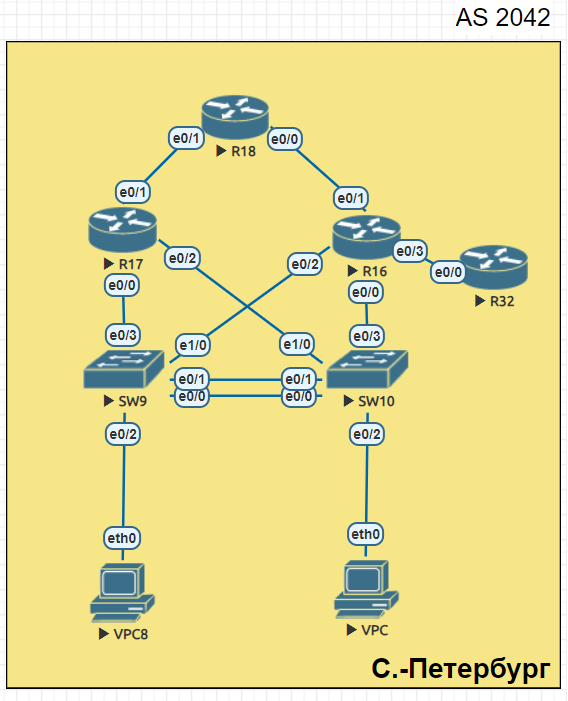 AS 2042
R18
e0/1
e0/0
e0/1
e0/1
R17
R16
e0/3
e0/2
e0/2
e0/0
R32
e0/0
e0/0
e0/3
e0/3
e1/0
e1/0
e0/1
e0/1
e0/0
e0/0
SW9
SW10
e0/2
e0/2
eth0
eth0
VPC8
VPC
С.-Петербург